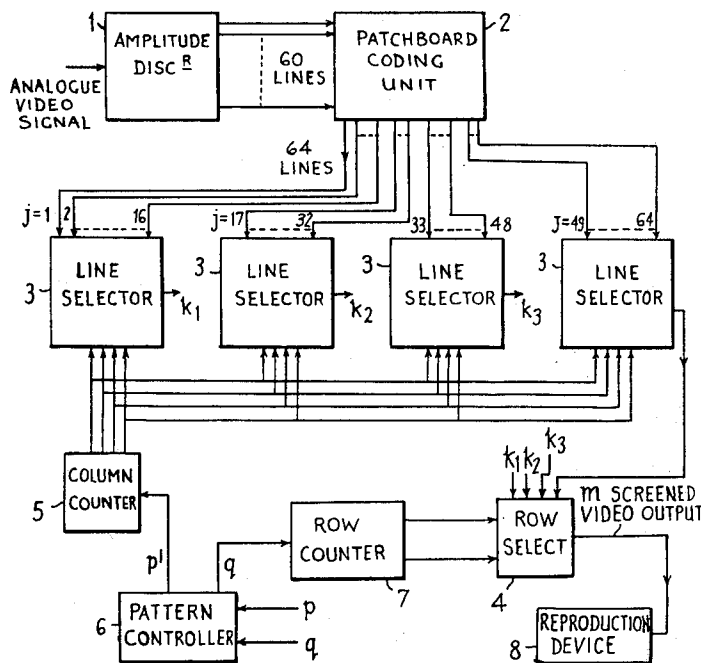 1
AMPLITUDE
DISC R
ANALOGUE
VIDEO
SIGNAL
60
LINES
2
PATCHBOARD
CODING
UNIT
64
LINES
j=1
2
16
j=17
32
33
48
J=49
64
3
LINE
SELECTOR
k1
3
LINE
SELECTOR
k2
3
LINE
SELECTOR
k3
3
LINE
SELECTOR
5
COLUMN
COUNTER
p'
q
6
PATTERN
CONTROLLER
p
q
ROW
COUNTER
7
k1 k2 k3
ROW
SELECT
4
m SCREENED
VIDEO OUTPUT
8
REPRODUCTION
DEVICE